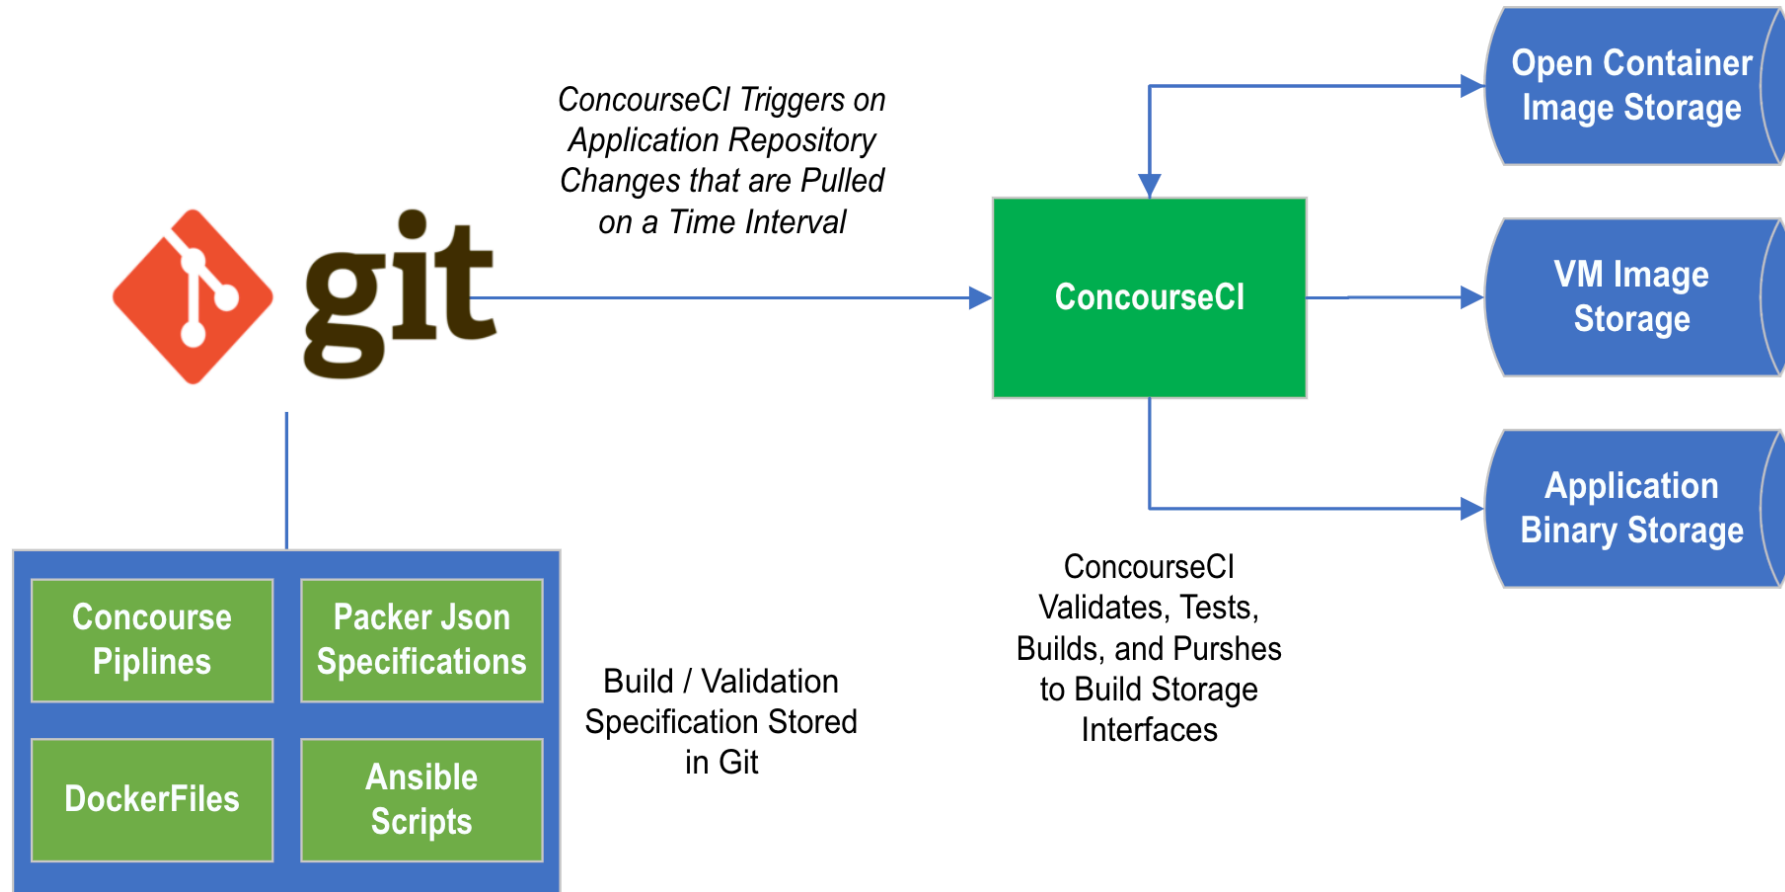 ConcourseCI Triggers on
Application Repository
Changes that are Pulled
on a Time Interval
git
ConcourseCI
Open Container
Image Storage
VM Image
Storage
Application
Binary Storage
Concourse
Piplines
Packer Json
Specifications
DockerFiles
Ansible
Scripts
Build / Validation
Specification Stored
in Git
ConcourseCI
Validates, Tests,
Builds, and Purshes
to Build Storage
Interfaces